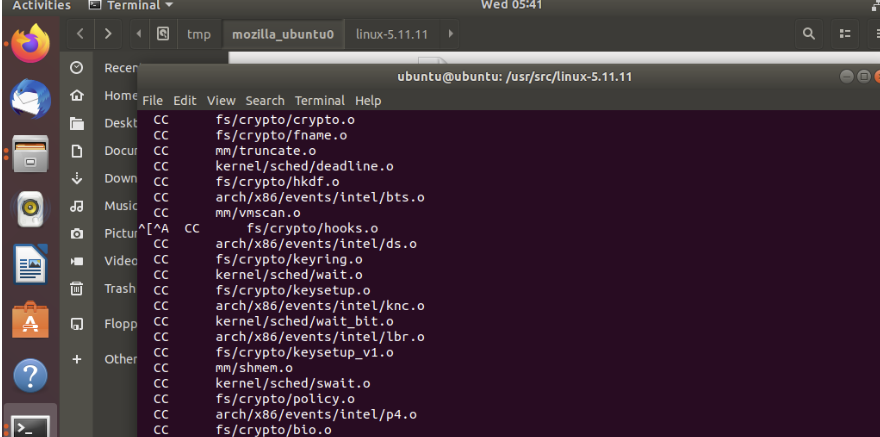 Activities Terminal Wed 05:41
tmp mozilla_ubuntu0 linux-5.11.11
Recen
ubuntu@ubuntu: /usr/src/linux-5.11.11
Home
File Edit View Search Terminal Help
Deskt
Docum
Down
Music
Pictur
Video
Trash
Flopp
Other
CC fs/crypto/crypto.o
CC fs/crypto/fname.o
CC mm/truncate.o
CC kernel/sched/deadline.o
CC fs/crypto/hkdf.o
CC arch/x86/events/intel/bts.o
CC mm/vmscan.o
^[^A CC fs/crypto/hooks.o
CC arch/x86/events/intel/ds.o
CC fs/crypto/keyring.o
CC kernel/sched/wait.o
CC fs/crypto/keysetup.o
CC arch/x86/events/intel/knc.o
CC kernel/sched/wait_bit.o
CC arch/x86/events/intel/lbr.o
CC fs/crypto/keysetup_v1.o
CC mm/shmem.o
CC kernel/sched/swait.o
CC fs/crypto/policy.o
CC arch/x86/events/intel/p4.o
CC fs/crypto/bio.o